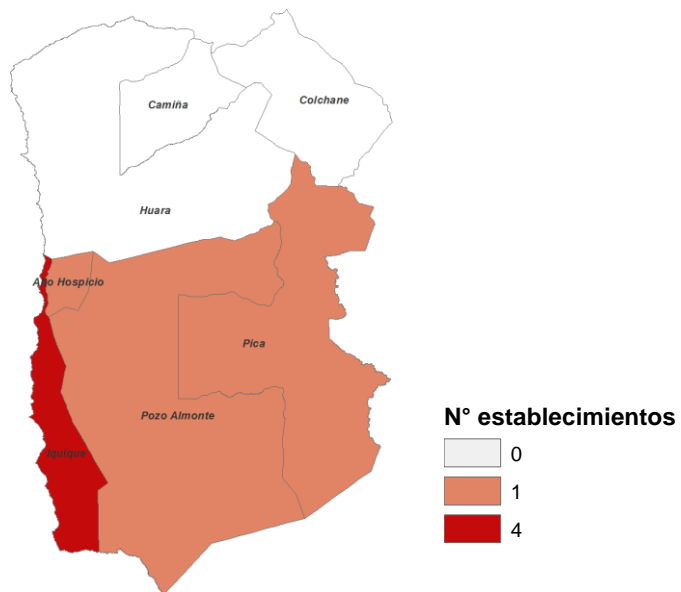 Camiña
Colchane
Huara
Alto Hospicio
Pica
Pozo Almonte
Iquique
N° establecimientos
0
1
4